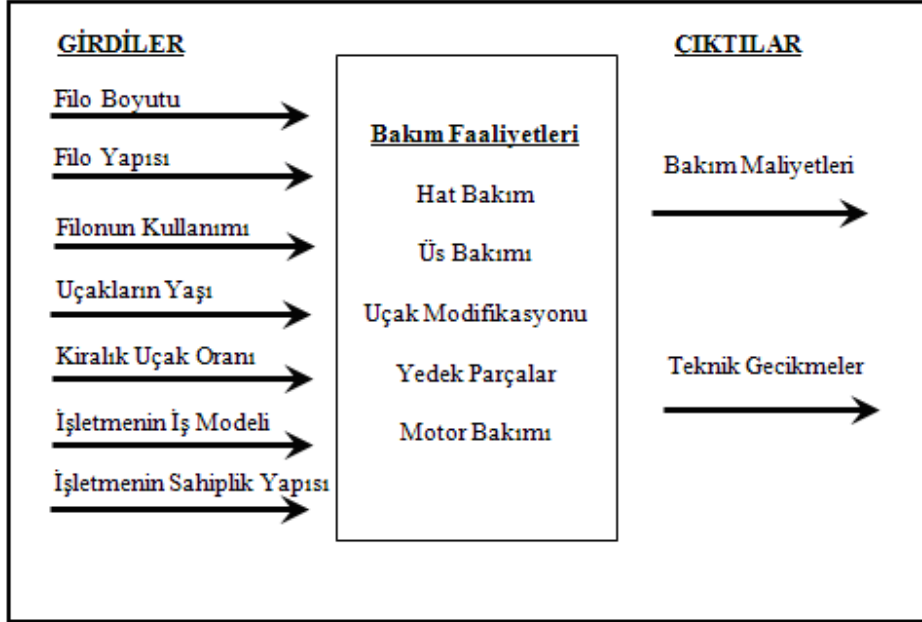 GİRDİLER
Filo Boyutu
Filo Yapısı
Filonun Kullanımı
Uçakların Yaşı
Kiralık Uçak Oranı
İşletmenin İş Modeli
İşletmenin Sahiplik Yapısı
Bakım Faaliyetleri
Hat Bakım
Üs Bakımı
Uçak Modifikasyonu
Yedek Parçalar
Motor Bakımı
ÇIKTILAR
Bakım Maliyetleri
Teknik Gecikmeler